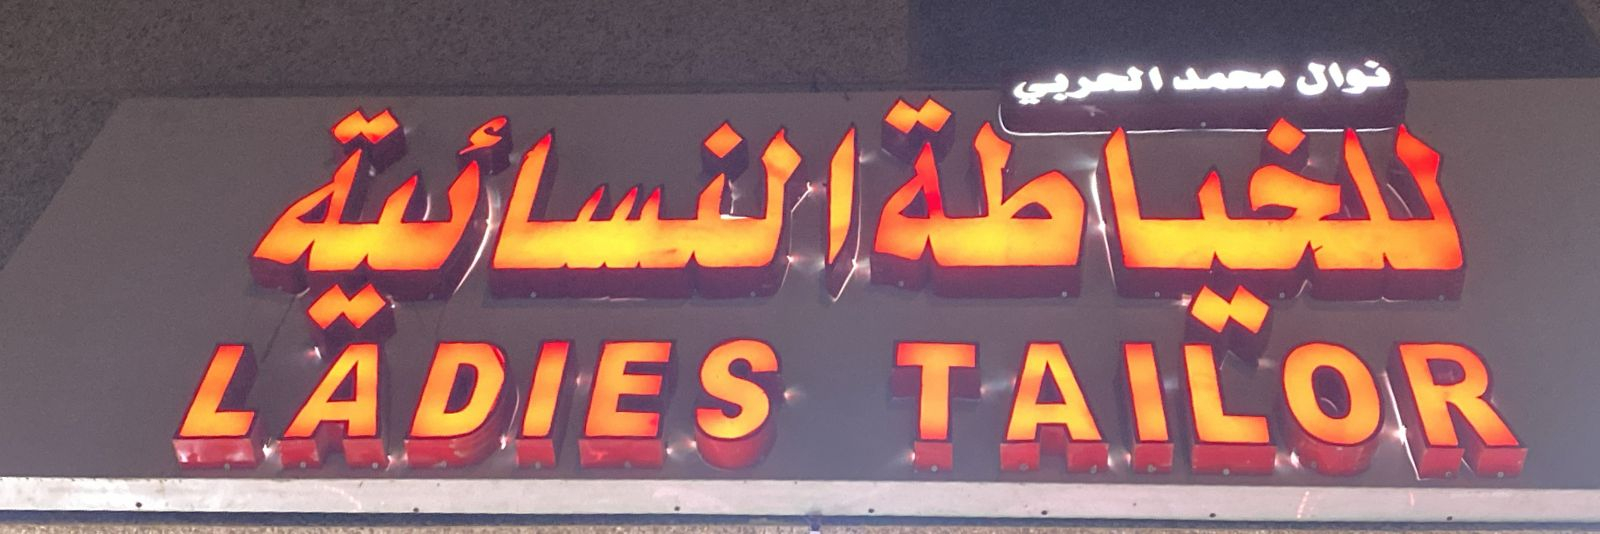 نوال محمد الحربي
للخياطة النسائية
LADIES TAILOR